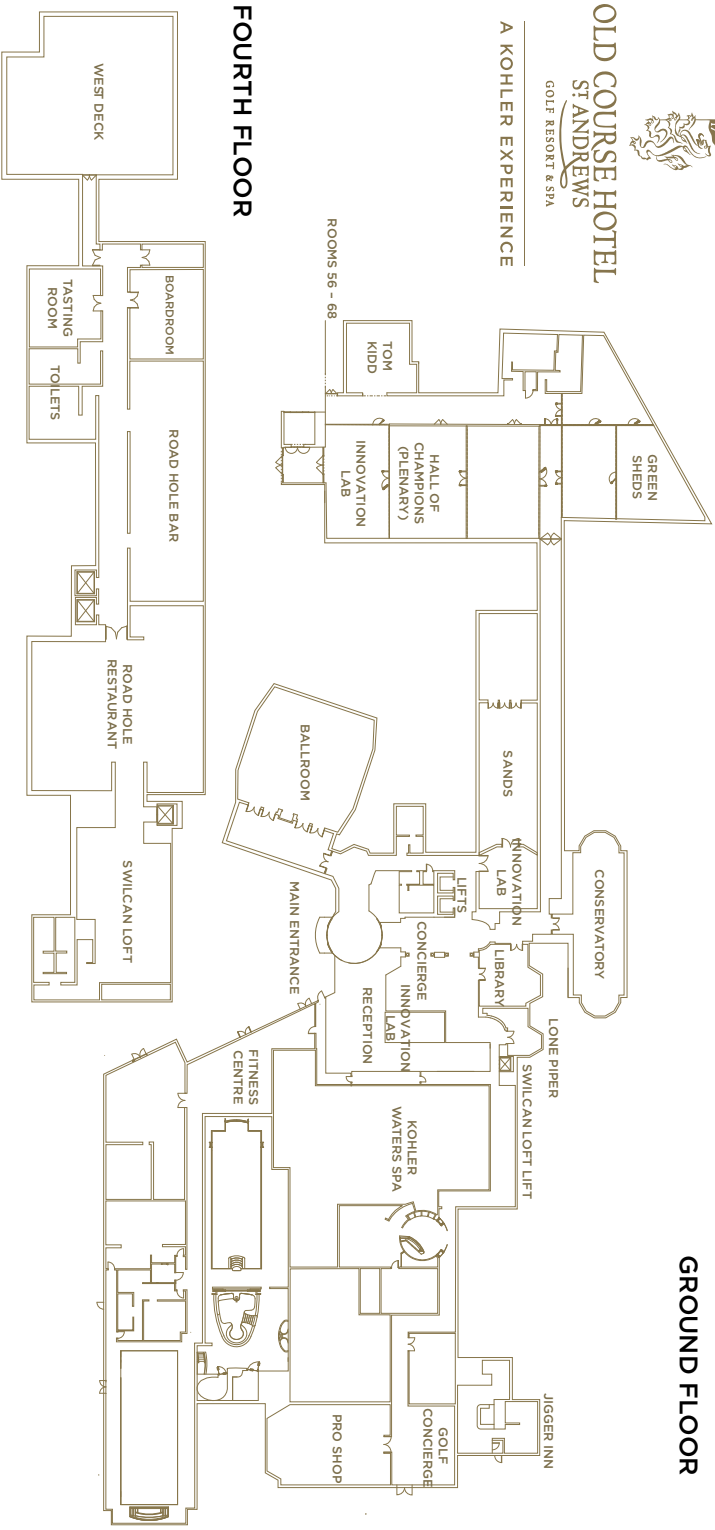 OLD COURSE HOTEL
ST. ANDREWS
GOLF RESORT & SPA
A KOHLER EXPERIENCE
GROUND FLOOR
GREEN
SHEDS
HALL OF
CHAMPIONS
(PLENARY)
INNOVATION
LAB
TOM
KIDD
ROOMS 56 - 68
CONSERVATORY
SANDS
INNOVATION
LAB
LIFTS
LIBRARY
LONE PIPER
SWILCAN LOFT LIFT
CONCIERGE
INNOVATION
LAB
RECEPTION
BALLROOM
MAIN ENTRANCE
FITNESS
CENTRE
KOHLER
WATERS SPA
JIGGER INN
GOLF
CONCIERGE
PRO SHOP
FOURTH FLOOR
WEST DECK
BOARDROOM
TASTING
ROOM
TOILETS
ROAD HOLE BAR
ROAD HOLE
RESTAURANT
SWILCAN LOFT